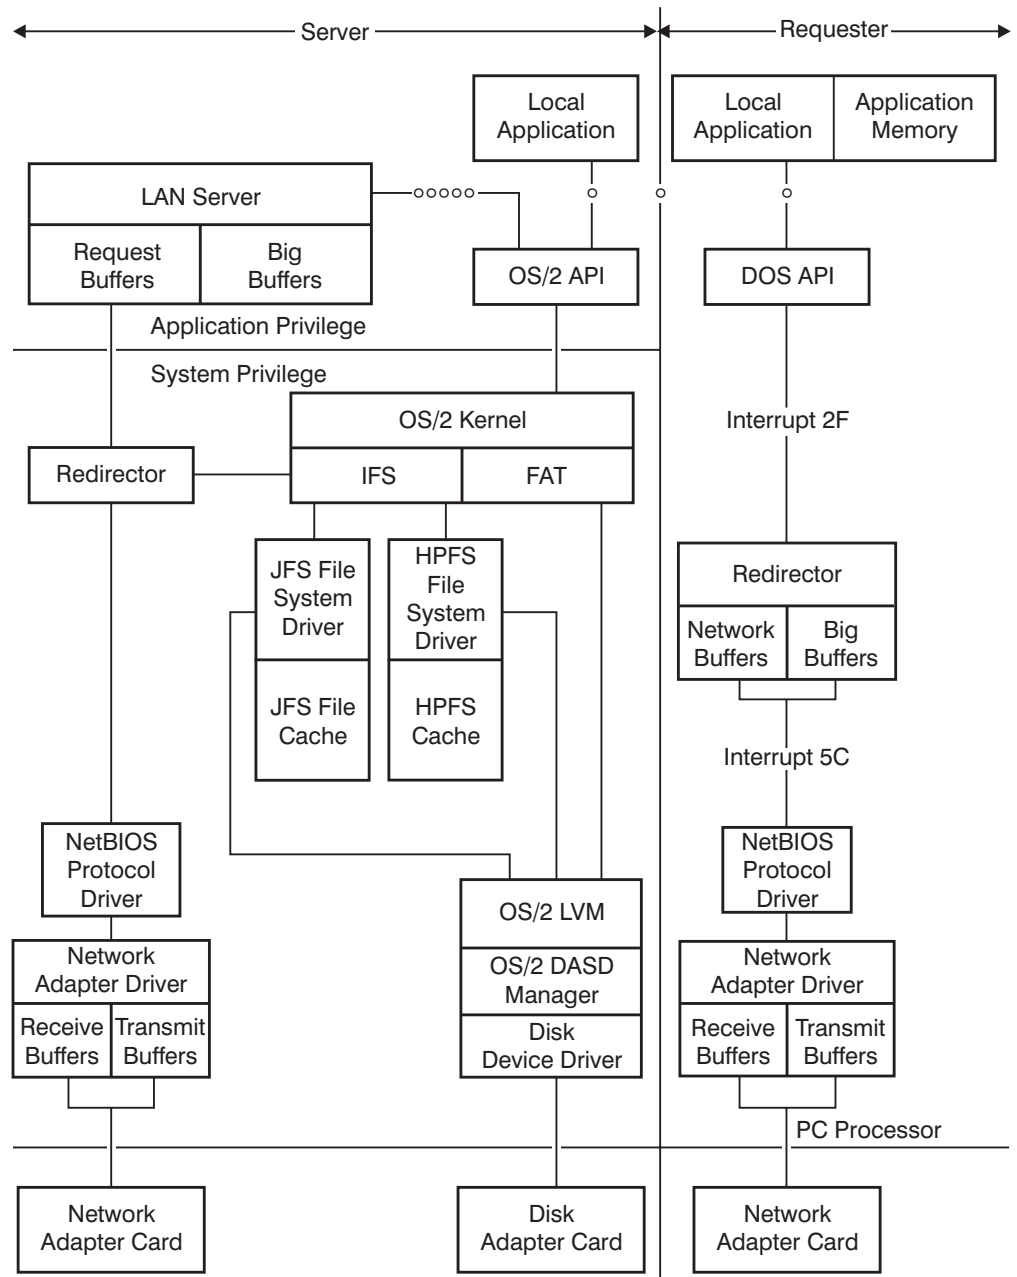 Server
Requester
Local
Application
Local
Application
Application
Memory
LAN Server
Request
Buffers
Big
Buffers
OS/2 API
DOS API
Application Privilege
System Privilege
OS/2 Kernel
IFS
FAT
Interrupt 2F
Redirector
JFS File
System
Driver
HPFS
File
System
Driver
JFS File
Cache
HPFS
Cache
Redirector
Network
Buffers
Big
Buffers
Interrupt 5C
NetBIOS
Protocol
Driver
NetBIOS
Protocol
Driver
Network
Adapter Driver
Receive
Buffers
Transmit
Buffers
OS/2 LVM
OS/2 DASD
Manager
Disk
Device Driver
Network
Adapter Driver
Receive
Buffers
Transmit
Buffers
PC Processor
Network
Adapter Card
Disk
Adapter Card
Network
Adapter Card